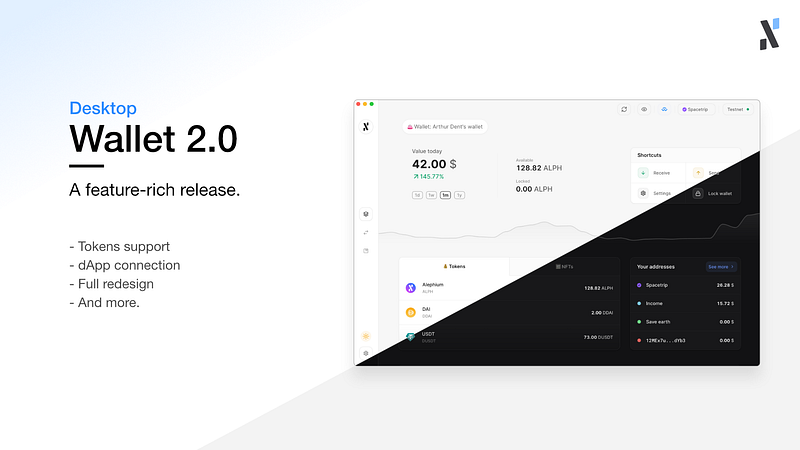 Desktop
Wallet 2.0
A feature-rich release.
- Tokens support
- dApp connection
- Full redesign
- And more.
Spacetrip
Testnet
Wallet: Arthur Dent's wallet
Value today
42.00 $
145.77%
1d 1w 1m 1y
Available
128.82 ALPH
Locked
0.00 ALPH
Shortcuts
Receive
Send
Settings
Lock wallet
Tokens
NFTs
Alephium
ALPH
128.82 ALPH
DAI
DDAI
2.00 DDAI
USDT
DUSDT
73.00 DUSDT
Your addresses
See more
Spacetrip
26.28 $
Income
15.72 $
Save earth
0.00 $
0.00 $